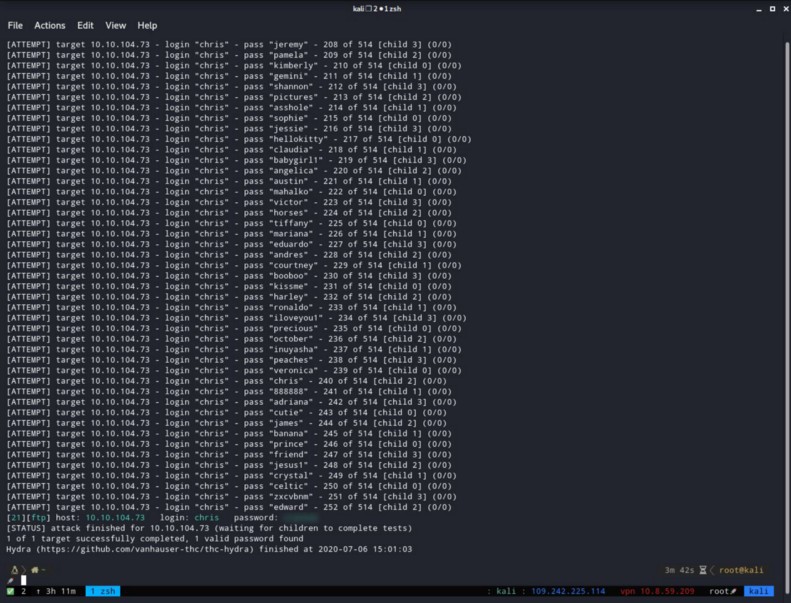 kali 2 1 zsh
File Actions Edit View Help
[ATTEMPT] target 10.10.104.73 - login "chris" - pass "jeremy" - 208 of 514 [child 3] (0/0)
[ATTEMPT] target 10.10.104.73 - login "chris" - pass "pamela" - 209 of 514 [child 2] (0/0)
[ATTEMPT] target 10.10.104.73 - login "chris" - pass "kimberly" - 210 of 514 [child 0] (0/0)
[ATTEMPT] target 10.10.104.73 - login "chris" - pass "gemini" - 211 of 514 [child 1] (0/0)
[ATTEMPT] target 10.10.104.73 - login "chris" - pass "shannon" - 212 of 514 [child 3] (0/0)
[ATTEMPT] target 10.10.104.73 - login "chris" - pass "pictures" - 213 of 514 [child 2] (0/0)
[ATTEMPT] target 10.10.104.73 - login "chris" - pass "asshole" - 214 of 514 [child 1] (0/0)
[ATTEMPT] target 10.10.104.73 - login "chris" - pass "sophie" - 215 of 514 [child 0] (0/0)
[ATTEMPT] target 10.10.104.73 - login "chris" - pass "jessie" - 216 of 514 [child 3] (0/0)
[ATTEMPT] target 10.10.104.73 - login "chris" - pass "hellokitty" - 217 of 514 [child 0] (0/0)
[ATTEMPT] target 10.10.104.73 - login "chris" - pass "claudia" - 218 of 514 [child 1] (0/0)
[ATTEMPT] target 10.10.104.73 - login "chris" - pass "babygirl1" - 219 of 514 [child 3] (0/0)
[ATTEMPT] target 10.10.104.73 - login "chris" - pass "angelica" - 220 of 514 [child 2] (0/0)
[ATTEMPT] target 10.10.104.73 - login "chris" - pass "austin" - 221 of 514 [child 1] (0/0)
[ATTEMPT] target 10.10.104.73 - login "chris" - pass "mahalko" - 222 of 514 [child 0] (0/0)
[ATTEMPT] target 10.10.104.73 - login "chris" - pass "victor" - 223 of 514 [child 3] (0/0)
[ATTEMPT] target 10.10.104.73 - login "chris" - pass "horses" - 224 of 514 [child 2] (0/0)
[ATTEMPT] target 10.10.104.73 - login "chris" - pass "tiffany" - 225 of 514 [child 0] (0/0)
[ATTEMPT] target 10.10.104.73 - login "chris" - pass "mariana" - 226 of 514 [child 1] (0/0)
[ATTEMPT] target 10.10.104.73 - login "chris" - pass "eduardo" - 227 of 514 [child 3] (0/0)
[ATTEMPT] target 10.10.104.73 - login "chris" - pass "andres" - 228 of 514 [child 2] (0/0)
[ATTEMPT] target 10.10.104.73 - login "chris" - pass "courtney" - 229 of 514 [child 1] (0/0)
[ATTEMPT] target 10.10.104.73 - login "chris" - pass "booboo" - 230 of 514 [child 3] (0/0)
[ATTEMPT] target 10.10.104.73 - login "chris" - pass "kissme" - 231 of 514 [child 0] (0/0)
[ATTEMPT] target 10.10.104.73 - login "chris" - pass "harley" - 232 of 514 [child 2] (0/0)
[ATTEMPT] target 10.10.104.73 - login "chris" - pass "ronaldo" - 233 of 514 [child 1] (0/0)
[ATTEMPT] target 10.10.104.73 - login "chris" - pass "iloveyou1" - 234 of 514 [child 3] (0/0)
[ATTEMPT] target 10.10.104.73 - login "chris" - pass "precious" - 235 of 514 [child 0] (0/0)
[ATTEMPT] target 10.10.104.73 - login "chris" - pass "october" - 236 of 514 [child 2] (0/0)
[ATTEMPT] target 10.10.104.73 - login "chris" - pass "inuyasha" - 237 of 514 [child 1] (0/0)
[ATTEMPT] target 10.10.104.73 - login "chris" - pass "peaches" - 238 of 514 [child 3] (0/0)
[ATTEMPT] target 10.10.104.73 - login "chris" - pass "veronica" - 239 of 514 [child 0] (0/0)
[ATTEMPT] target 10.10.104.73 - login "chris" - pass "chris" - 240 of 514 [child 2] (0/0)
[ATTEMPT] target 10.10.104.73 - login "chris" - pass "888888" - 241 of 514 [child 1] (0/0)
[ATTEMPT] target 10.10.104.73 - login "chris" - pass "adriana" - 242 of 514 [child 3] (0/0)
[ATTEMPT] target 10.10.104.73 - login "chris" - pass "cutie" - 243 of 514 [child 0] (0/0)
[ATTEMPT] target 10.10.104.73 - login "chris" - pass "james" - 244 of 514 [child 2] (0/0)
[ATTEMPT] target 10.10.104.73 - login "chris" - pass "banana" - 245 of 514 [child 1] (0/0)
[ATTEMPT] target 10.10.104.73 - login "chris" - pass "prince" - 246 of 514 [child 0] (0/0)
[ATTEMPT] target 10.10.104.73 - login "chris" - pass "friend" - 247 of 514 [child 3] (0/0)
[ATTEMPT] target 10.10.104.73 - login "chris" - pass "jesus1" - 248 of 514 [child 2] (0/0)
[ATTEMPT] target 10.10.104.73 - login "chris" - pass "crystal" - 249 of 514 [child 1] (0/0)
[ATTEMPT] target 10.10.104.73 - login "chris" - pass "celtic" - 250 of 514 [child 0] (0/0)
[ATTEMPT] target 10.10.104.73 - login "chris" - pass "zxcvbnm" - 251 of 514 [child 3] (0/0)
[ATTEMPT] target 10.10.104.73 - login "chris" - pass "edward" - 252 of 514 [child 2] (0/0)
[21][ftp] host: 10.10.104.73 login: chris password:
[STATUS] attack finished for 10.10.104.73 (waiting for children to complete tests)
1 of 1 target successfully completed, 1 valid password found
Hydra (https://github.com/vanhauser-thc/thc-hydra) finished at 2020-07-06 15:01:03
~ 3m 42s root@kali
2 ↑ 3h 11m 1 zsh : kali : 109.242.225.114 vpn 10.8.59.209 root kali